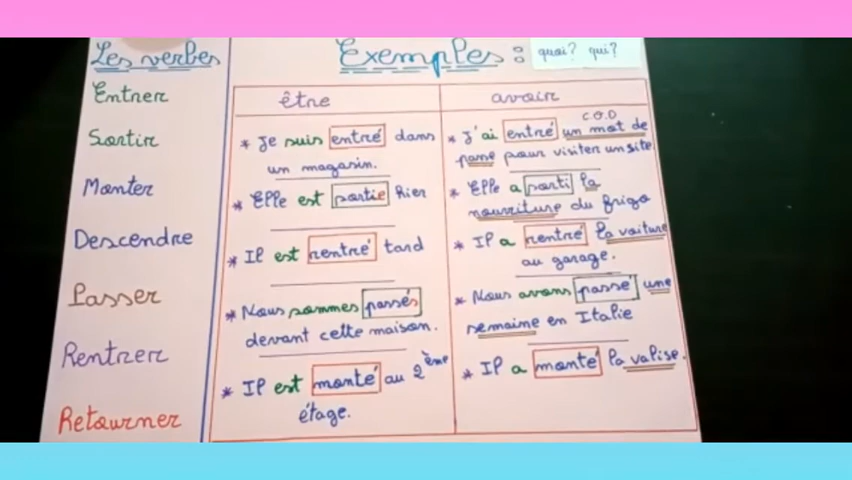 Les verbes
Entrer
Sortir
Monter
Descendre
Passer
Rentrer
Retourner
Exemples :
quoi? qui?
être
* Je suis entré dans
un magasin.
* Elle est partie hier
* Il est rentré tard
* Nous sommes passés
devant cette maison.
* Il est monté au 2ème
étage.
avoir
C.O.D
* J'ai entré un mot de
passe pour visiter un site
* Elle a parti la
nourriture du frigo
* Il a rentré la voiture
au garage.
* Nous avons passé une
semaine en Italie
* Il a monté la valise.